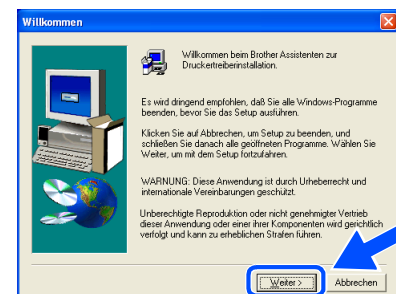 Willkommen
Willkommen beim Brother Assistenten zur
Druckertreiberinstallation.
Es wird dringend empfohlen, daß Sie alle Windows-Programme
beenden, bevor Sie das Setup ausführen.
Klicken Sie auf Abbrechen, um Setup zu beenden, und
schließen Sie danach alle geöffneten Programme. Wählen Sie
Weiter, um mit dem Setup fortzufahren.
WARNUNG: Diese Anwendung ist durch Urheberrecht und
internationale Vereinbarungen geschützt.
Unberechtigte Reproduktion oder nicht genehmigter Vertrieb
dieser Anwendung oder einer ihrer Komponenten wird gerichtlich
verfolgt und kann zu erheblichen Strafen führen.
Weiter > Abbrechen